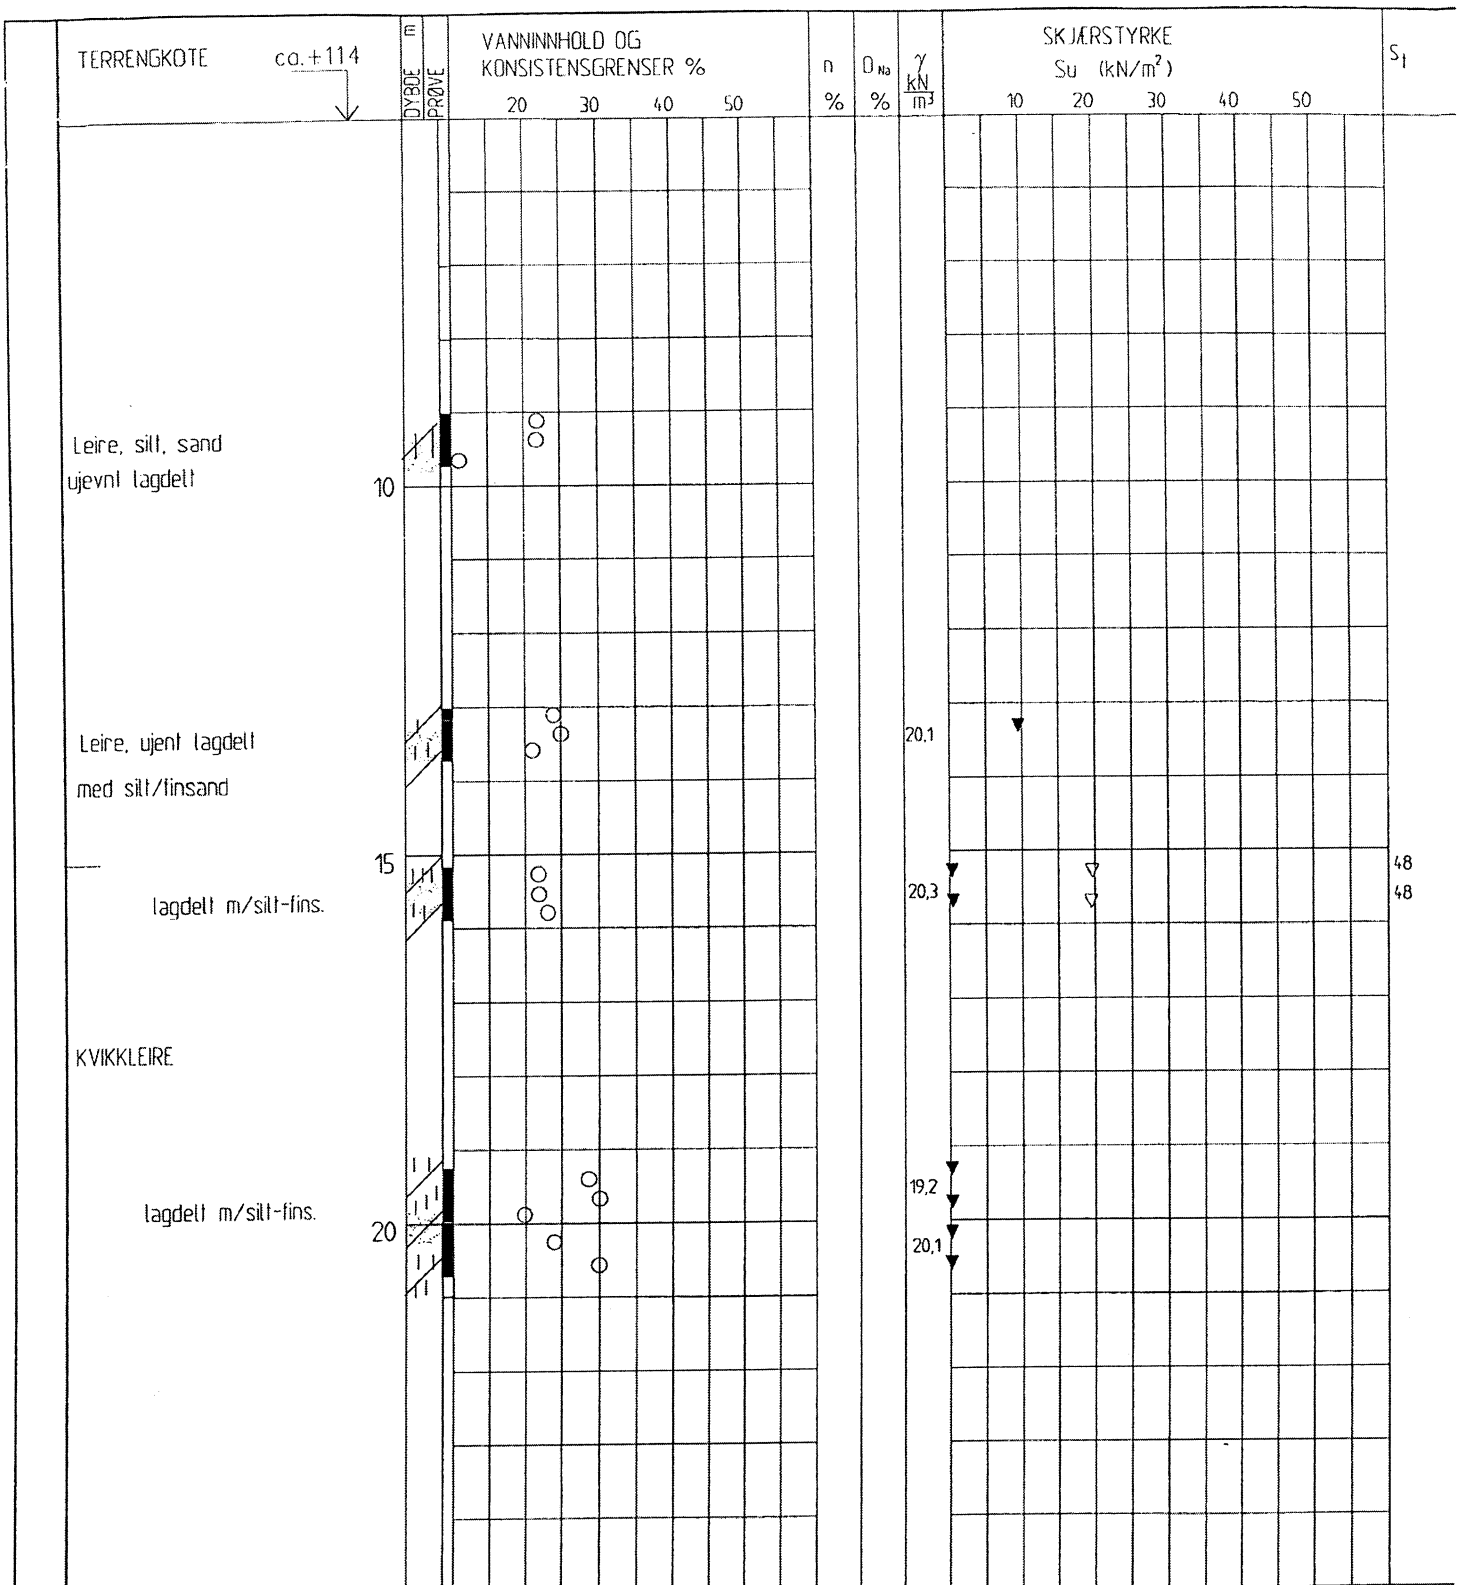 TERRENGKOTE ca.+114
DYBDE m
PRØVE
VANNINNHOLD OG
KONSISTENSGRENSER %
20 30 40 50
n
%
O Na
%
γ
kN
m³
SKJÆRSTYRKE
Su (kN/m²)
10 20 30 40 50
St
Leire, silt, sand
ujevnt lagdelt
10
Leire, ujent lagdelt
med silt/finsand
20,1
15
lagdelt m/silt-fins.
20,3
48
48
KVIKKLEIRE
lagdelt m/silt-fins.
19,2
20
20,1